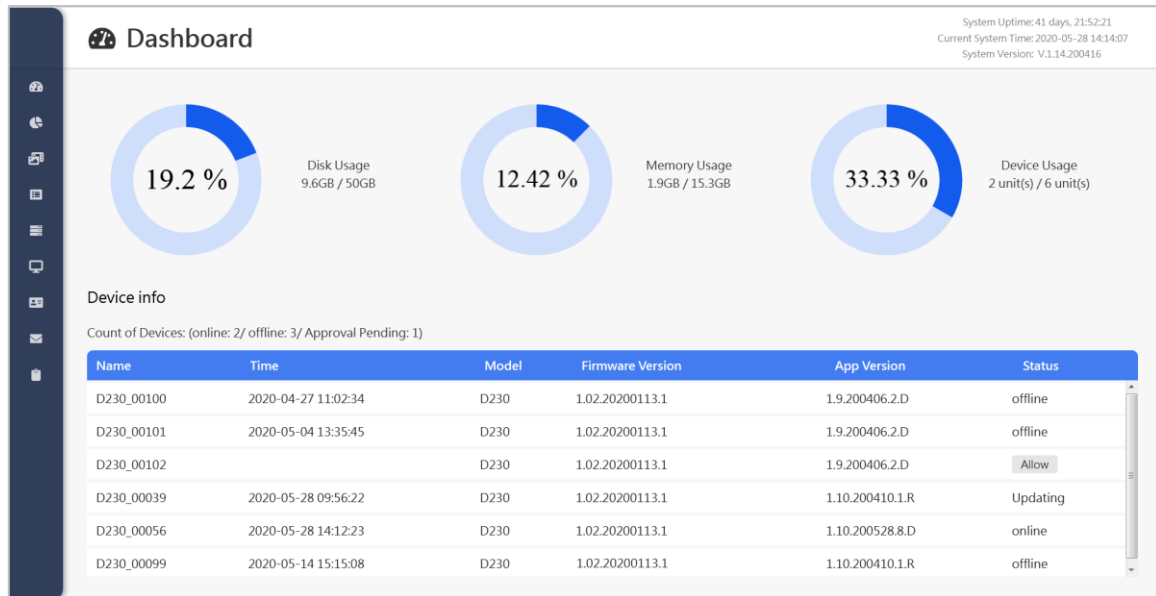 Dashboard
System Uptime: 41 days, 21:52:21
Current System Time: 2020-05-28 14:14:07
System Version: V.1.14.200416
19.2 %
Disk Usage
9.6GB / 50GB
12.42 %
Memory Usage
1.9GB / 15.3GB
33.33 %
Device Usage
2 unit(s) / 6 unit(s)
Device info
Count of Devices: (online: 2/ offline: 3/ Approval Pending: 1)
Name Time Model Firmware Version App Version Status
D230_00100 2020-04-27 11:02:34 D230 1.02.20200113.1 1.9.200406.2.D offline
D230_00101 2020-05-04 13:35:45 D230 1.02.20200113.1 1.9.200406.2.D offline
D230_00102 D230 1.02.20200113.1 1.9.200406.2.D Allow
D230_00039 2020-05-28 09:56:22 D230 1.02.20200113.1 1.10.200410.1.R Updating
D230_00056 2020-05-28 14:12:23 D230 1.02.20200113.1 1.10.200528.8.D online
D230_00099 2020-05-14 15:15:08 D230 1.02.20200113.1 1.10.200410.1.R offline